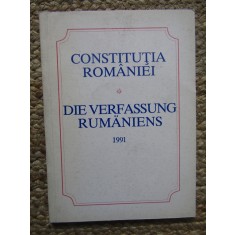 CONSTITUȚIA
ROMÂNIEI
DIE VERFASSUNG
RUMÄNIENS
1991